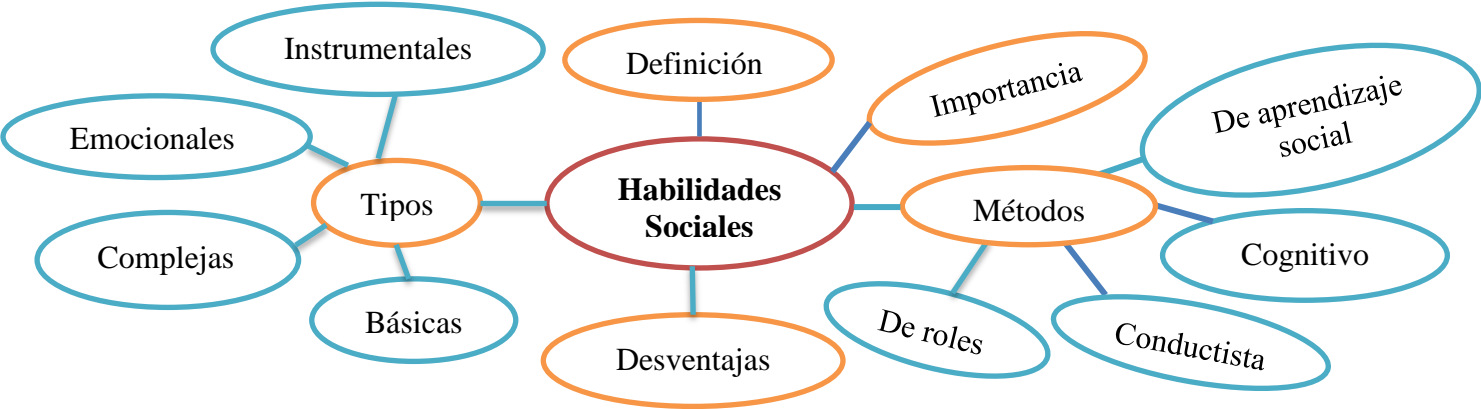 Instrumentales
Definición
Importancia
De aprendizaje
social
Emocionales
Tipos
Habilidades
Sociales
Métodos
Complejas
Cognitivo
Básicas
Desventajas
De roles
Conductista